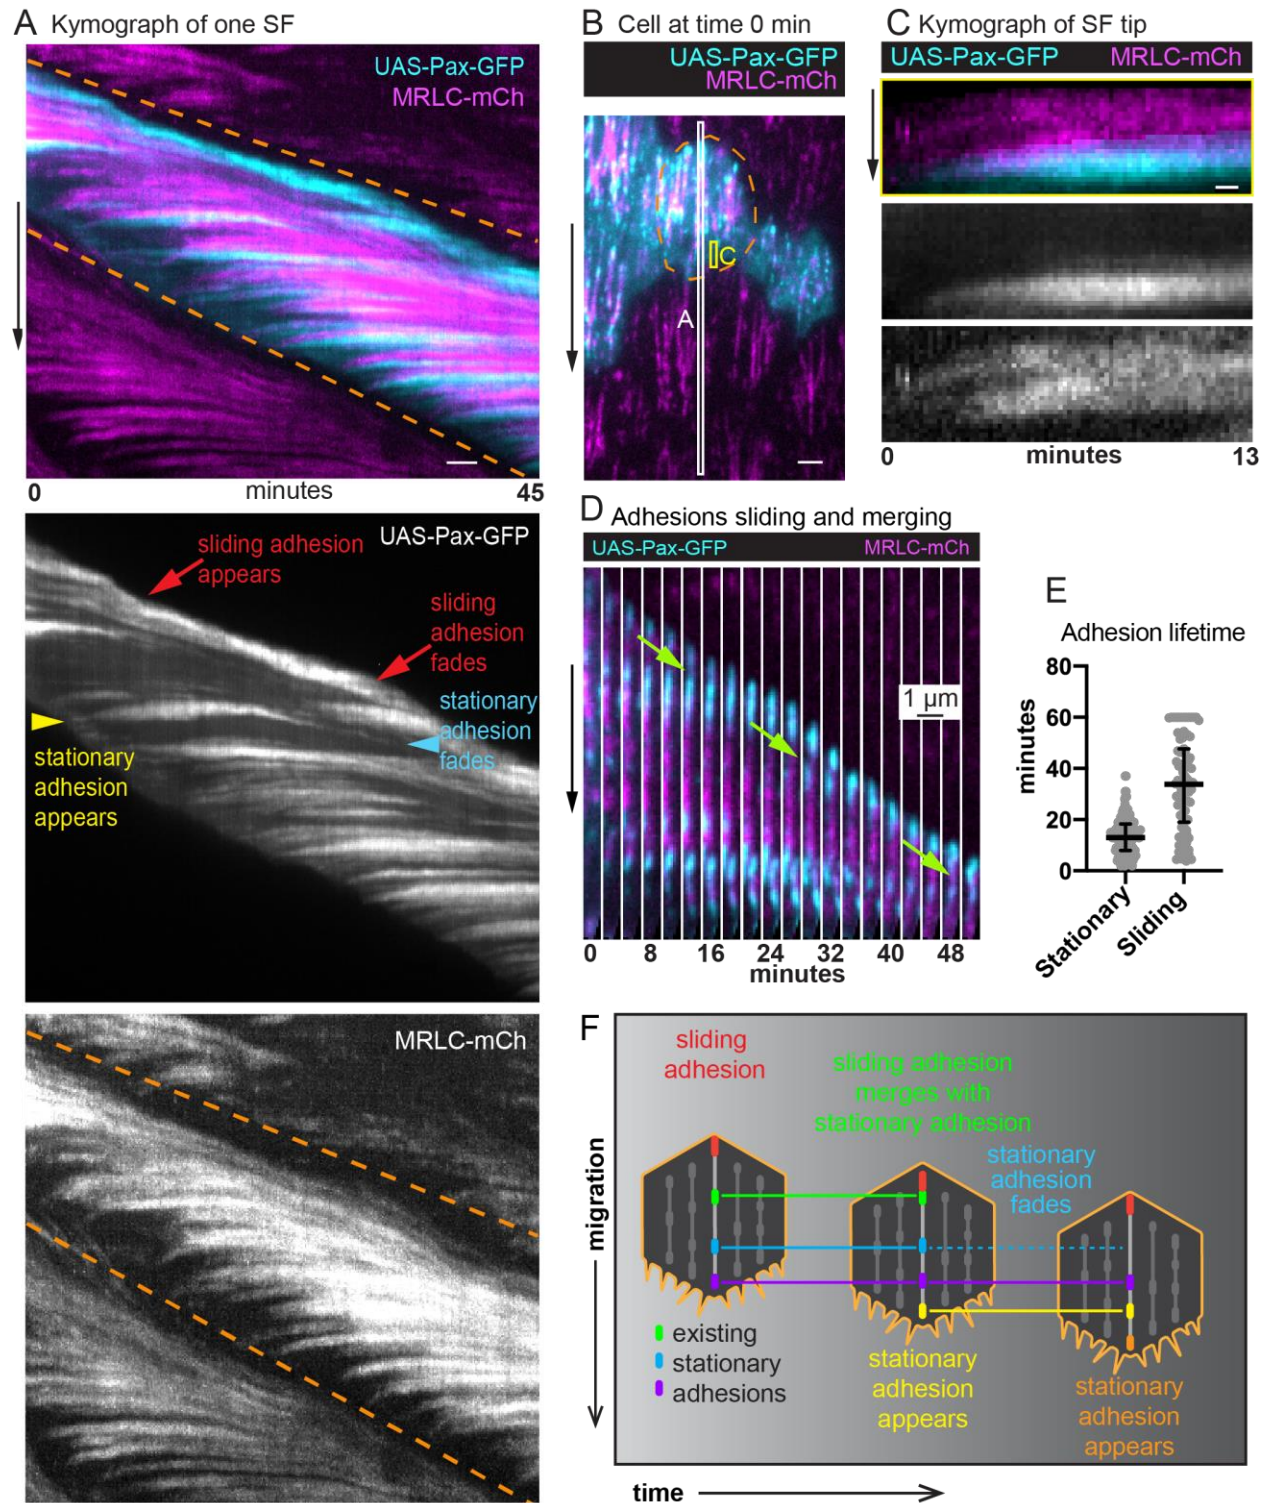 A Kymograph of one SF
UAS-Pax-GFP
MRLC-mCh
0 minutes 45
UAS-Pax-GFP
sliding adhesion
appears
sliding
adhesion
fades
stationary
adhesion
fades
stationary
adhesion
appears
MRLC-mCh
B Cell at time 0 min
UAS-Pax-GFP
MRLC-mCh
C
A
C Kymograph of SF tip
UAS-Pax-GFP MRLC-mCh
0 minutes 13
D Adhesions sliding and merging
UAS-Pax-GFP MRLC-mCh
1 µm
0 8 16 24 32 40 48
minutes
E
Adhesion lifetime
80
60
40
20
0
minutes
Stationary
Sliding
F
sliding
adhesion
sliding adhesion
merges with
stationary adhesion
stationary
adhesion
fades
migration
existing
stationary
adhesions
stationary
adhesion
appears
stationary
adhesion
appears
time